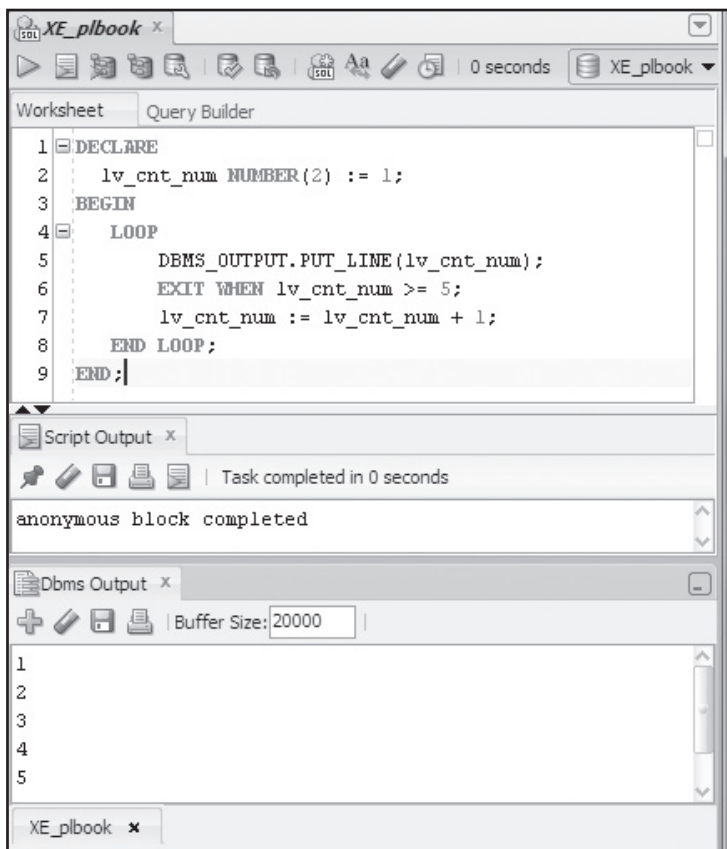 XE_plbook
0 seconds XE_plbook
Worksheet Query Builder
1 DECLARE
2 lv_cnt_num NUMBER(2) := 1;
3 BEGIN
4 LOOP
5 DBMS_OUTPUT.PUT_LINE(lv_cnt_num);
6 EXIT WHEN lv_cnt_num >= 5;
7 lv_cnt_num := lv_cnt_num + 1;
8 END LOOP;
9 END;
Script Output x
Task completed in 0 seconds
anonymous block completed
Dbms Output x
Buffer Size: 20000
1
2
3
4
5
XE_plbook x